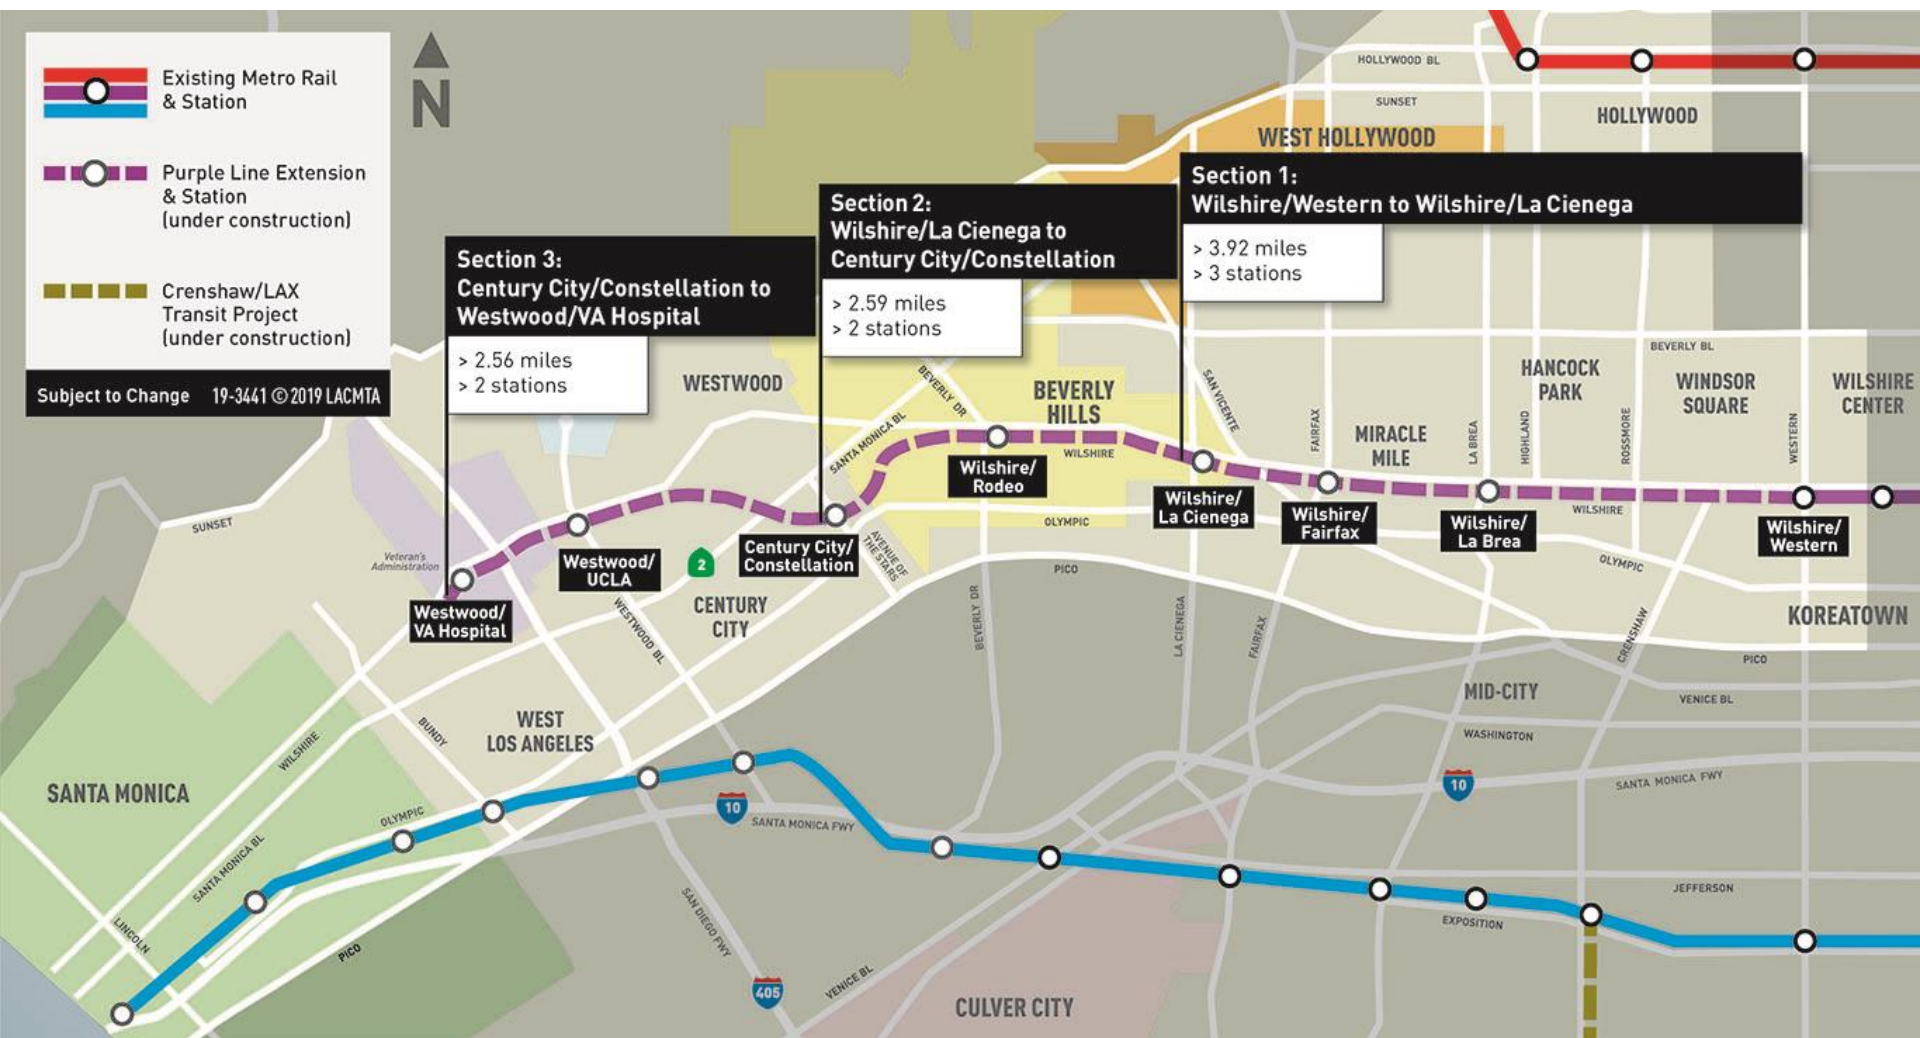 Existing Metro Rail
& Station
Purple Line Extension
& Station
(under construction)
Crenshaw/LAX
Transit Project
(under construction)
Subject to Change 19-3441 © 2019 LACMTA
N
HOLLYWOOD BL
SUNSET
HOLLYWOOD
WEST HOLLYWOOD
Section 1:
Wilshire/Western to Wilshire/La Cienega
> 3.92 miles
> 3 stations
Section 2:
Wilshire/La Cienega to
Century City/Constellation
> 2.59 miles
> 2 stations
Section 3:
Century City/Constellation to
Westwood/VA Hospital
> 2.56 miles
> 2 stations
WESTWOOD
BEVERLY DR
BEVERLY
HILLS
SAN VICENTE
BEVERLY BL
HANCOCK
PARK
WINDSOR
SQUARE
WILSHIRE
CENTER
SANTA MONICA BL
WILSHIRE
FAIRFAX
MIRACLE
MILE
LA BREA
HIGHLAND
ROSSMORE
WESTERN
Wilshire/
Rodeo
Wilshire/
La Cienega
Wilshire/
Fairfax
Wilshire/
La Brea
WILSHIRE
Wilshire/
Western
SUNSET
Veteran's
Administration
Westwood/
UCLA
2
Century City/
Constellation
AVENUE OF
THE STARS
OLYMPIC
PICO
OLYMPIC
Westwood/
VA Hospital
WESTWOOD BL
CENTURY
CITY
BEVERLY DR
LA CIENEGA
FAIRFAX
CRENSHAW
KOREATOWN
PICO
MID-CITY
VENICE BL
WASHINGTON
WEST
LOS ANGELES
BUNDY
WILSHIRE
SANTA MONICA
OLYMPIC
10
SANTA MONICA FWY
10
SANTA MONICA FWY
SANTA MONICA BL
LINCOLN
PICO
SAN DIEGO FWY
405
VENICE BL
JEFFERSON
EXPOSITION
CULVER CITY